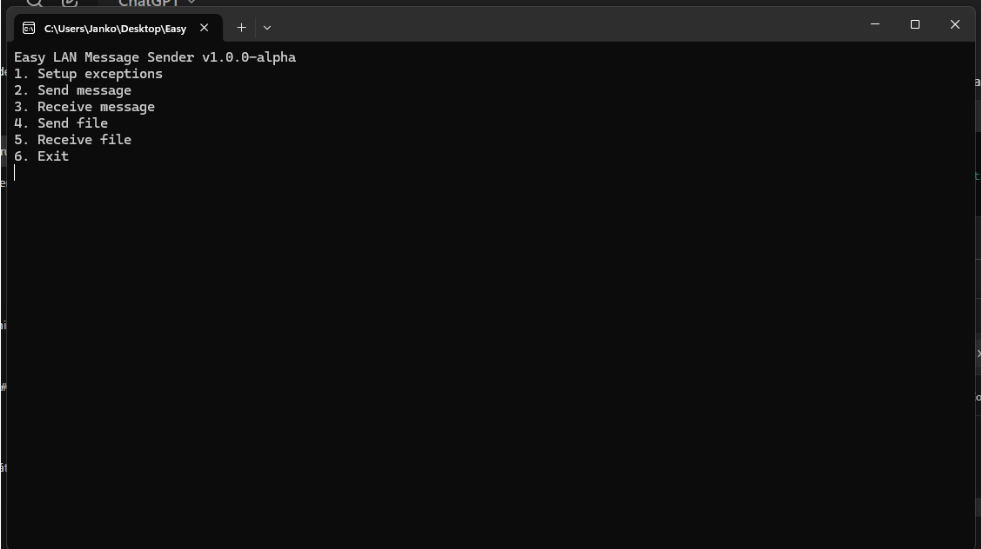 ChatGPT
C:\Users\Janko\Desktop\Easy
Easy LAN Message Sender v1.0.0-alpha
1. Setup exceptions
2. Send message
3. Receive message
4. Send file
5. Receive file
6. Exit